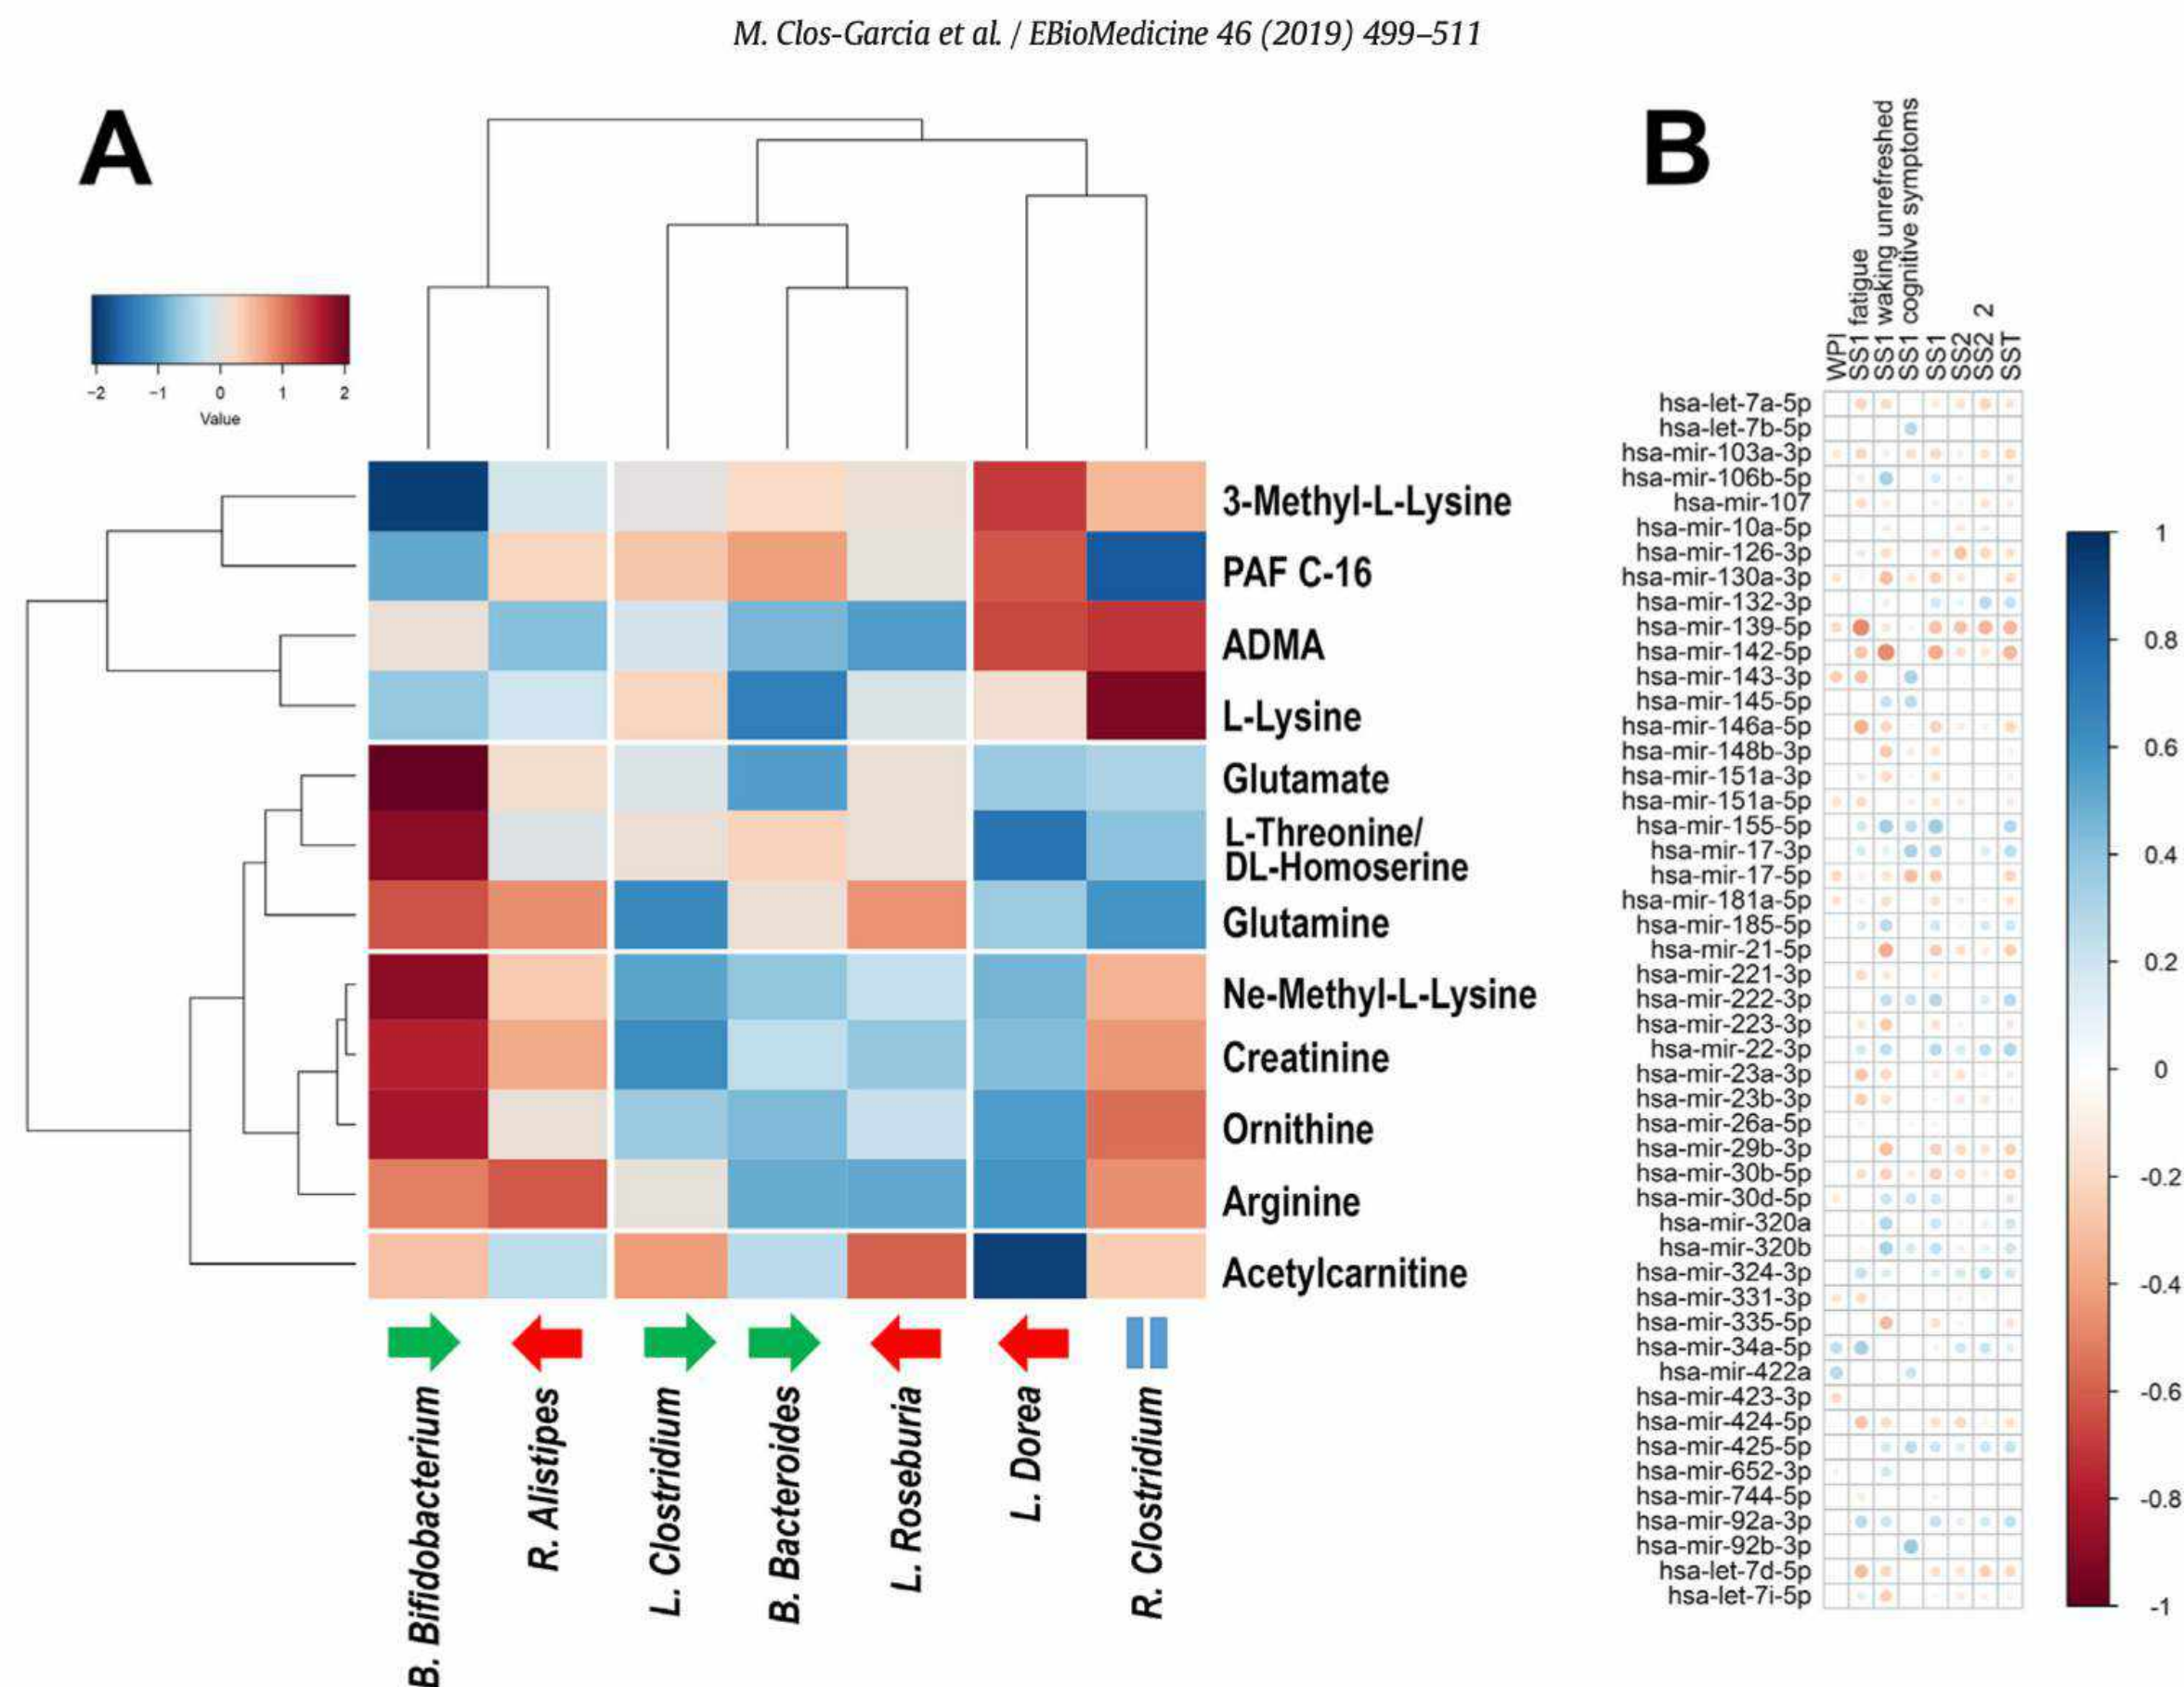 M. Clos-Garcia et al. / EBioMedicine 46 (2019) 499–511
A
−2 −1 0 1 2
Value
3-Methyl-L-Lysine
PAF C-16
ADMA
L-Lysine
Glutamate
L-Threonine/
DL-Homoserine
Glutamine
Ne-Methyl-L-Lysine
Creatinine
Ornithine
Arginine
Acetylcarnitine
B. Bifidobacterium
R. Alistipes
L. Clostridium
B. Bacteroides
L. Roseburia
L. Dorea
R. Clostridium
B
WPI
SS1 fatigue
SS1 waking unrefreshed
SS1 cognitive symptoms
SS1
SS2
SS2 2
SST
hsa-let-7a-5p
hsa-let-7b-5p
hsa-mir-103a-3p
hsa-mir-106b-5p
hsa-mir-107
hsa-mir-10a-5p
hsa-mir-126-3p
hsa-mir-130a-3p
hsa-mir-132-3p
hsa-mir-139-5p
hsa-mir-142-5p
hsa-mir-143-3p
hsa-mir-145-5p
hsa-mir-146a-5p
hsa-mir-148b-3p
hsa-mir-151a-3p
hsa-mir-151a-5p
hsa-mir-155-5p
hsa-mir-17-3p
hsa-mir-17-5p
hsa-mir-181a-5p
hsa-mir-185-5p
hsa-mir-21-5p
hsa-mir-221-3p
hsa-mir-222-3p
hsa-mir-223-3p
hsa-mir-22-3p
hsa-mir-23a-3p
hsa-mir-23b-3p
hsa-mir-26a-5p
hsa-mir-29b-3p
hsa-mir-30b-5p
hsa-mir-30d-5p
hsa-mir-320a
hsa-mir-320b
hsa-mir-324-3p
hsa-mir-331-3p
hsa-mir-335-5p
hsa-mir-34a-5p
hsa-mir-422a
hsa-mir-423-3p
hsa-mir-424-5p
hsa-mir-425-5p
hsa-mir-652-3p
hsa-mir-744-5p
hsa-mir-92a-3p
hsa-mir-92b-3p
hsa-let-7d-5p
hsa-let-7i-5p
1
0.8
0.6
0.4
0.2
0
-0.2
-0.4
-0.6
-0.8
-1